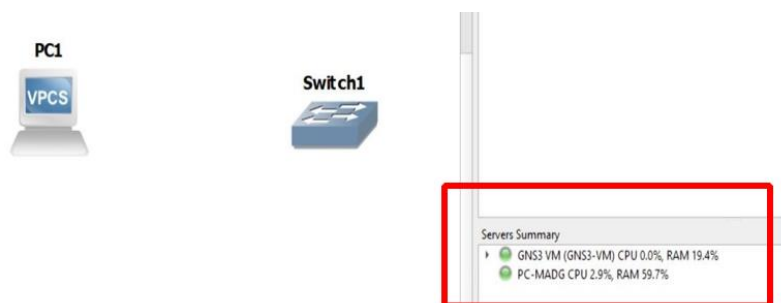 PC1
VPCS
Switch1
Servers Summary
GNS3 VM (GNS3-VM) CPU 0.0%, RAM 19.4%
PC-MADG CPU 2.9%, RAM 59.7%